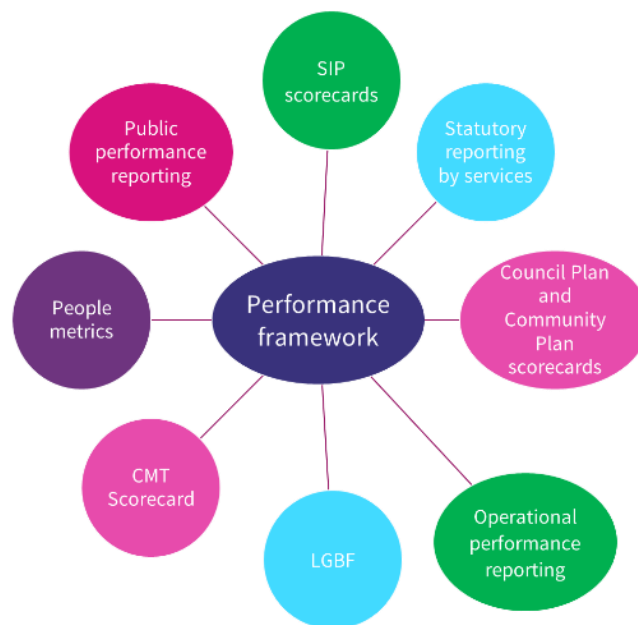 SIP
scorecards
Public
performance
reporting
Statutory
reporting
by services
People
metrics
Performance
framework
Council Plan
and
Community
Plan
scorecards
CMT
Scorecard
LGBF
Operational
performance
reporting